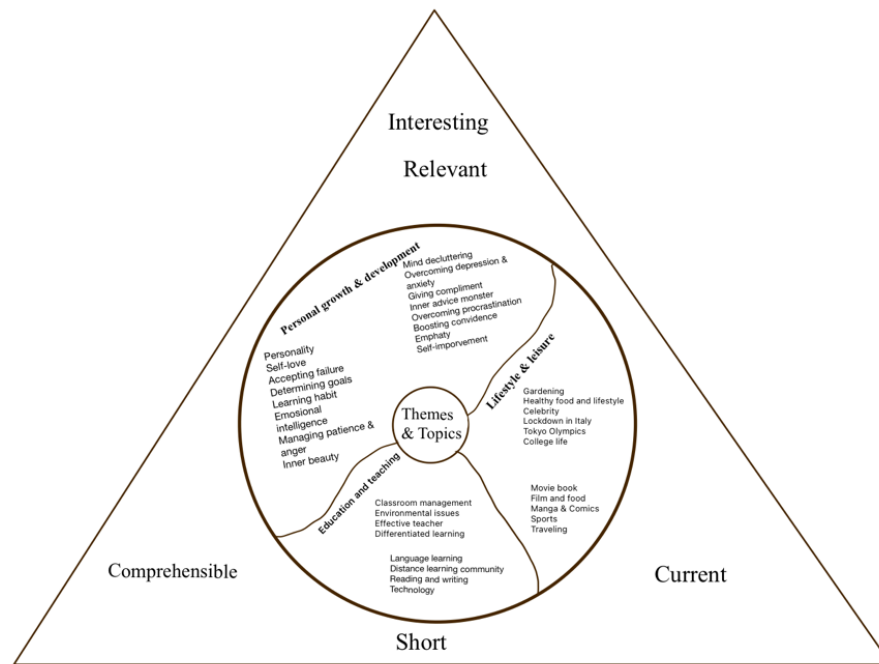 Interesting
Relevant
Personal growth & development
Mind decluttering
Overcoming depression &
anxiety
Giving compliment
Inner advice monster
Overcoming procrastination
Boosting convidence
Emphaty
Self-imporvement
Personality
Self-love
Accepting failure
Determining goals
Learning habit
Emosional
intelligence
Managing patience &
anger
Inner beauty
Themes
& Topics
Lifestyle & leisure
Gardening
Healthy food and lifestyle
Celebrity
Lockdown in Italy
Tokyo Olympics
College life
Movie book
Film and food
Manga & Comics
Sports
Traveling
Education and teaching
Classroom management
Environmental issues
Effective teacher
Differentiated learning
Language learning
Distance learning community
Reading and writing
Technology
Comprehensible
Current
Short